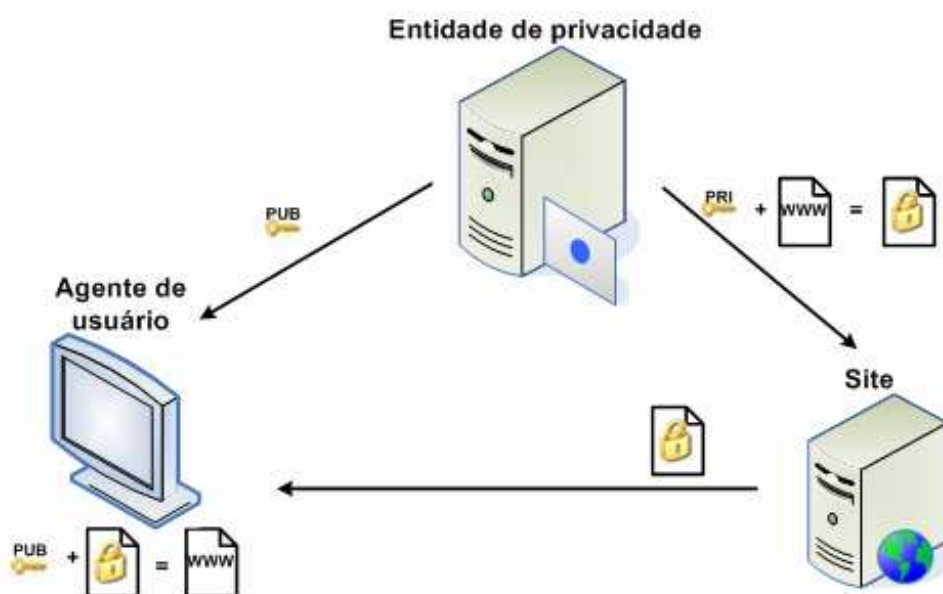 Entidade de privacidade
PUB
PRI + WWW =
Agente de
usuário
Site
PUB + = WWW